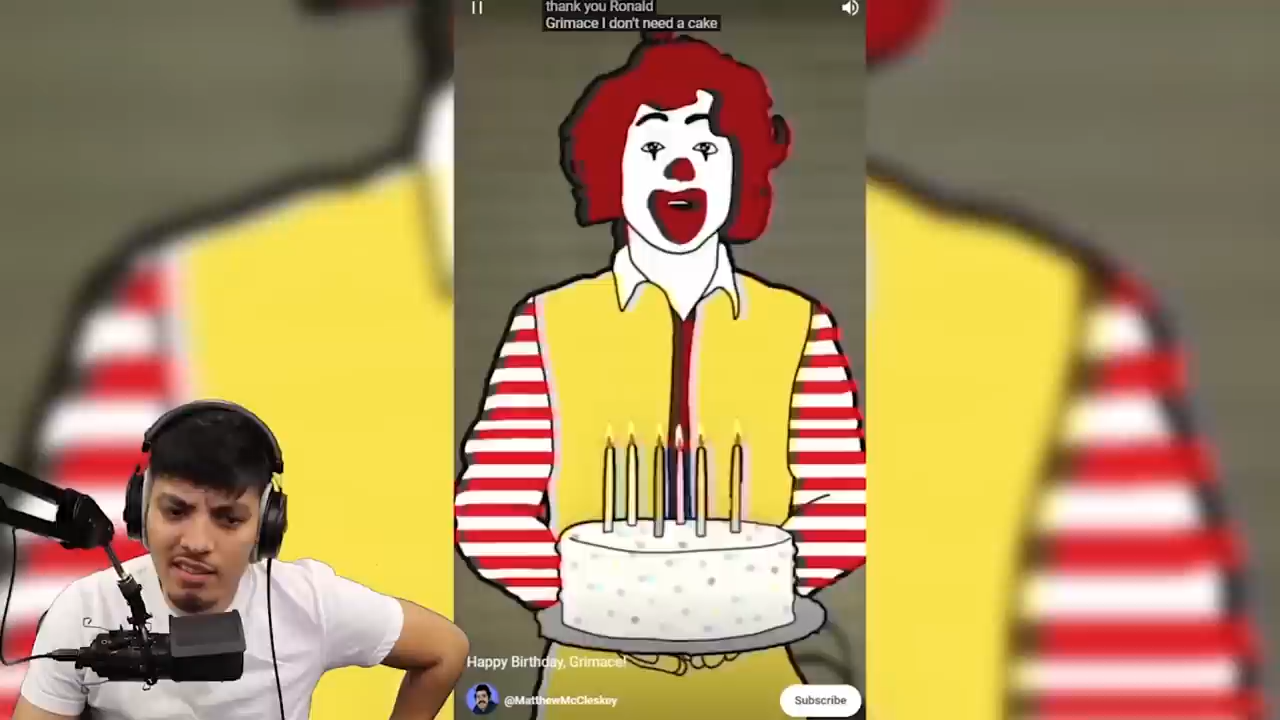 thank you Ronald
Grimace I don't need a cake
Happy Birthday, Grimace!
@MatthewMcCleskey
Subscribe